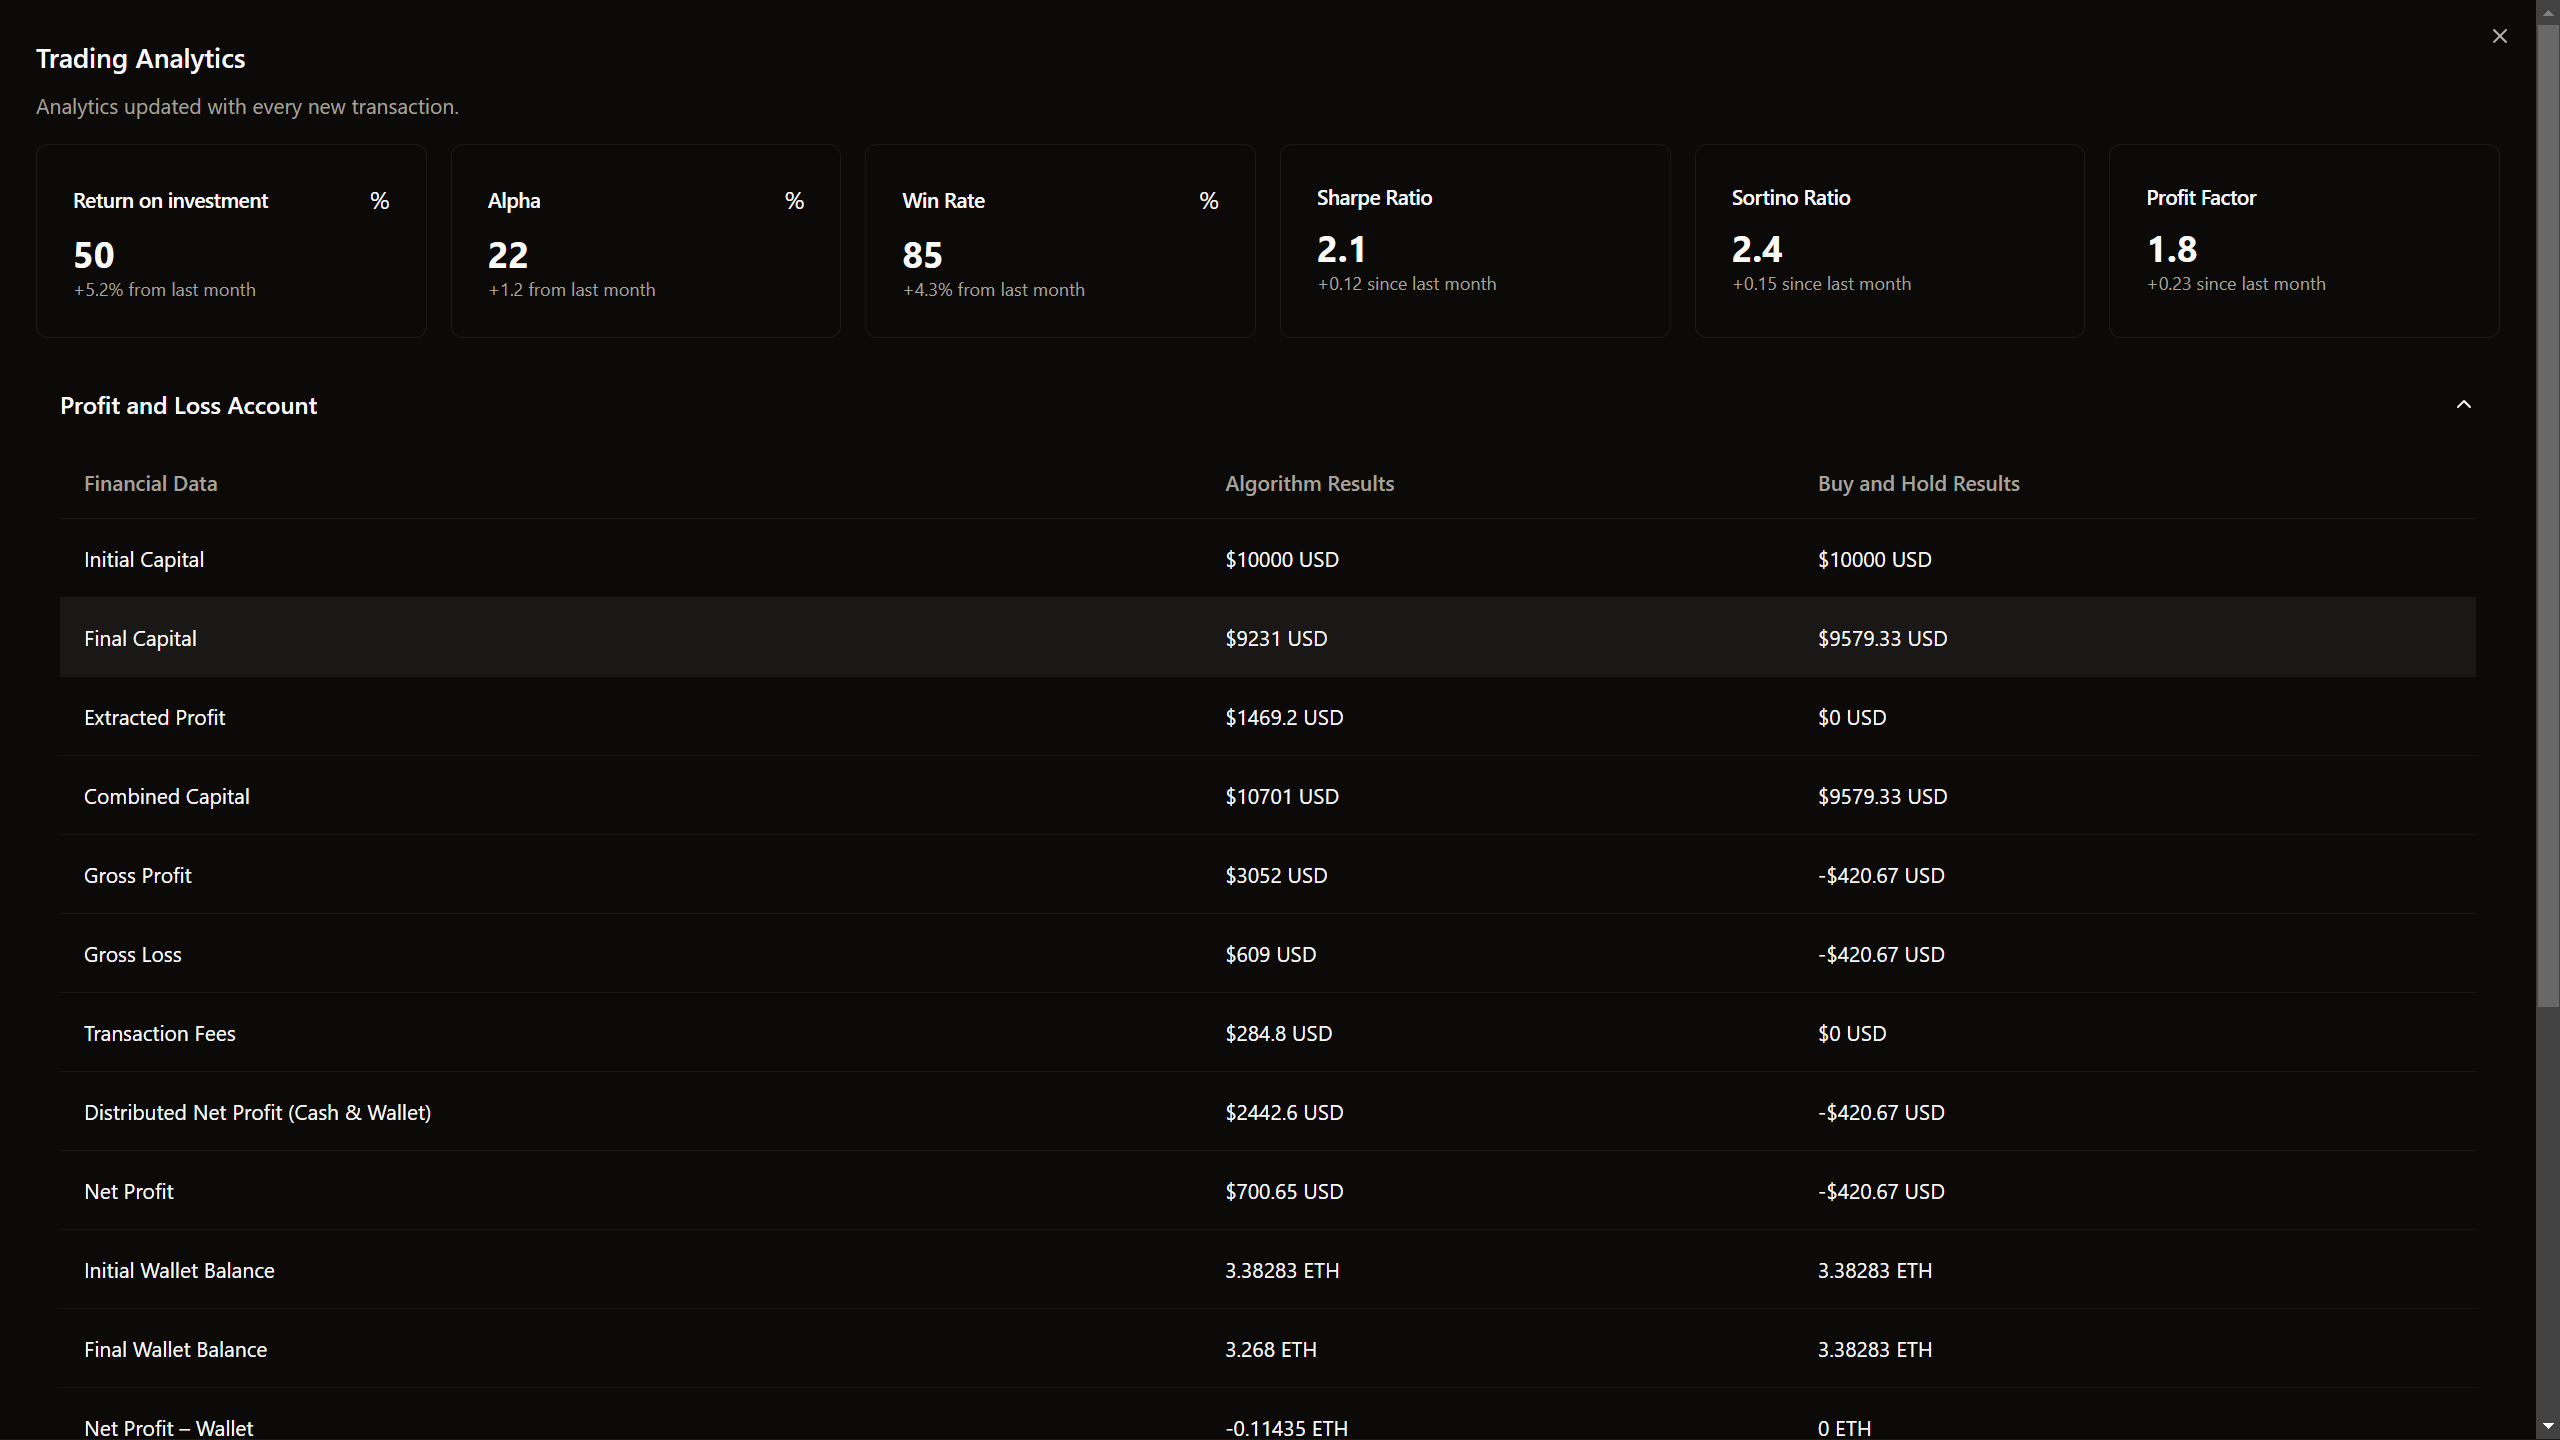 Trading Analytics
Analytics updated with every new transaction.
Return on investment %
50
+5.2% from last month
Alpha %
22
+1.2 from last month
Win Rate %
85
+4.3% from last month
Sharpe Ratio
2.1
+0.12 since last month
Sortino Ratio
2.4
+0.15 since last month
Profit Factor
1.8
+0.23 since last month
Profit and Loss Account
Financial Data Algorithm Results Buy and Hold Results
Initial Capital $10000 USD $10000 USD
Final Capital $9231 USD $9579.33 USD
Extracted Profit $1469.2 USD $0 USD
Combined Capital $10701 USD $9579.33 USD
Gross Profit $3052 USD -$420.67 USD
Gross Loss $609 USD -$420.67 USD
Transaction Fees $284.8 USD $0 USD
Distributed Net Profit (Cash & Wallet) $2442.6 USD -$420.67 USD
Net Profit $700.65 USD -$420.67 USD
Initial Wallet Balance 3.38283 ETH 3.38283 ETH
Final Wallet Balance 3.268 ETH 3.38283 ETH
Net Profit – Wallet -0.11435 ETH 0 ETH